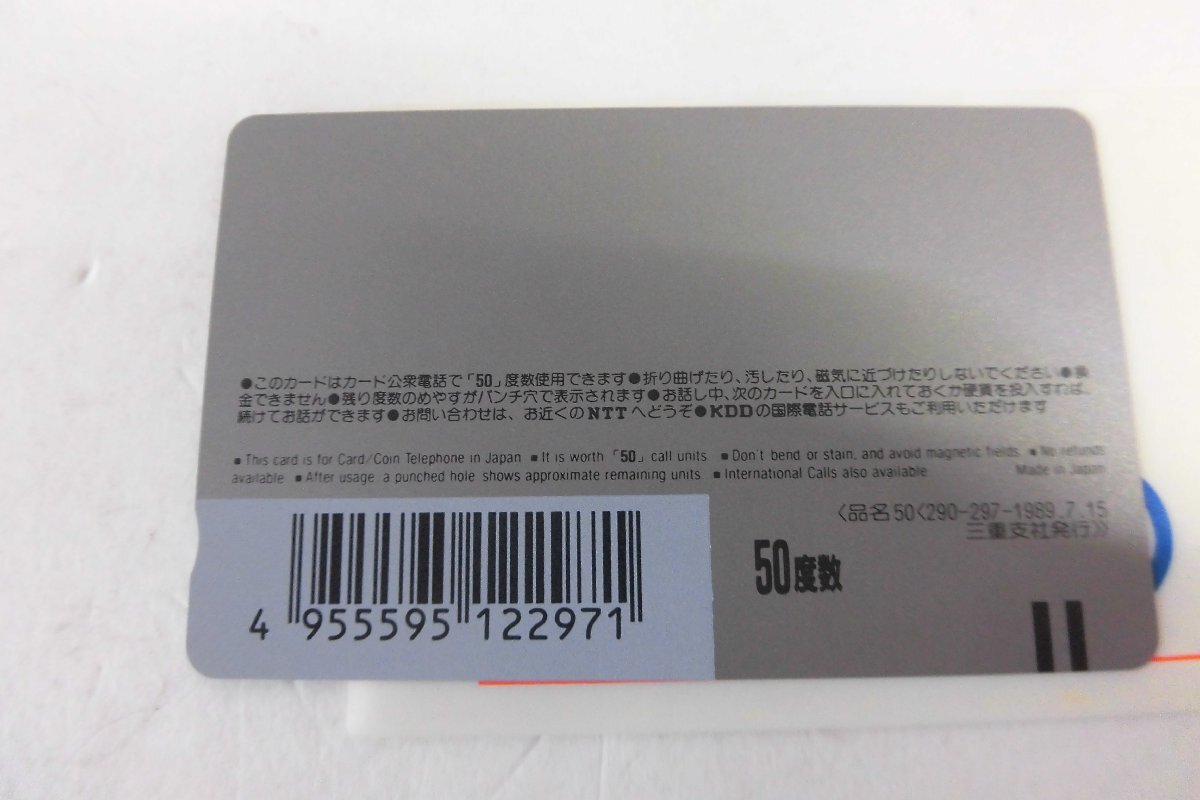 ●このカードはカード公衆電話で「50」度数使用できます●折り曲げたり、汚したり、磁気に近づけたりしないでください●換
金できません●残り度数のめやすがパンチ穴で表示されます●お話し中、次のカードを入口に入れておくか硬貨を投入すれば、
続けてお話ができます●お問い合わせは、お近くのNTTへどうぞ●KDDの国際電話サービスもご利用いただけます
■This card is for Card/Coin Telephone in Japan ■It is worth「50」call units ■Don't bend or stain, and avoid magnetic fields ■No refunds
available ■After usage a punched hole shows approximate remaining units ■International Calls also available Made in Japan
〈品名50〈290-297-1989.7.15
三重支社発行》
50度数
4 955595 122971